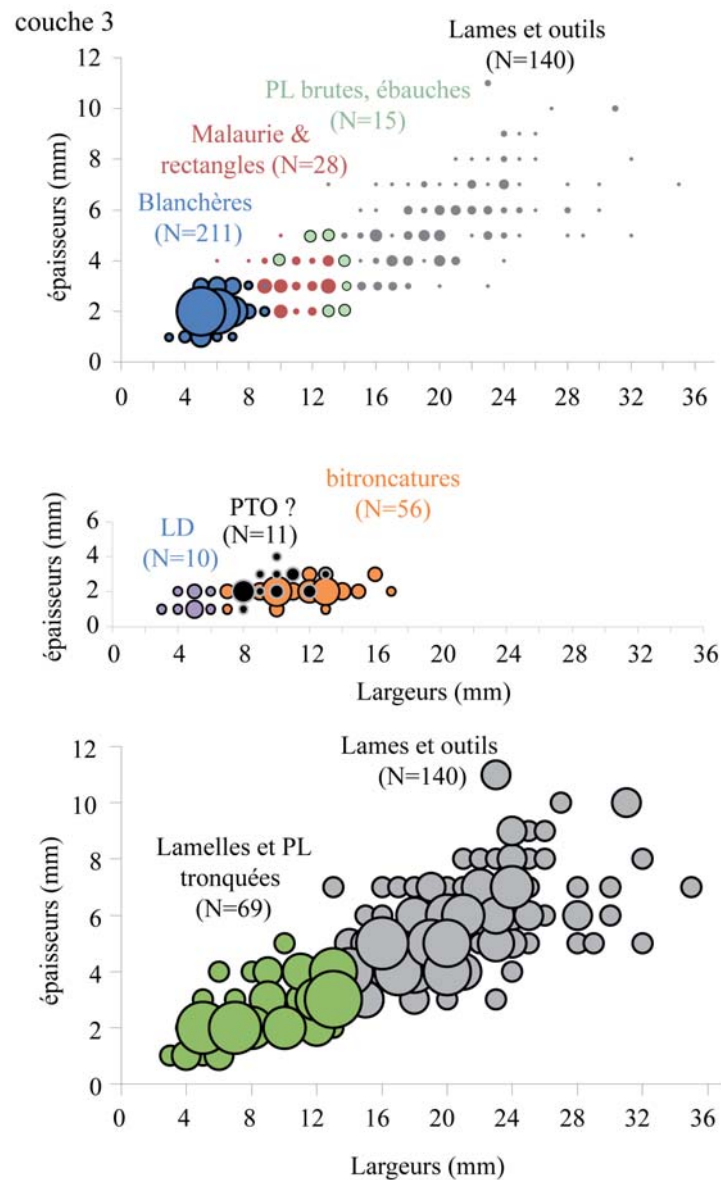 couche 3
Lames et outils
(N=140)
PL brutes, ébauches
(N=15)
Malaurie &
rectangles (N=28)
Blanchères
(N=211)
épaisseurs (mm)
12
10
8
6
4
2
0
0 4 8 12 16 20 24 28 32 36
bitroncatures
(N=56)
PTO ?
(N=11)
LD
(N=10)
épaisseurs (mm)
6
4
2
0
0 4 8 12 16 20 24 28 32 36
Largeurs (mm)
Lames et outils
(N=140)
Lamelles et PL
tronquées
(N=69)
épaisseurs (mm)
12
10
8
6
4
2
0
0 4 8 12 16 20 24 28 32 36
Largeurs (mm)